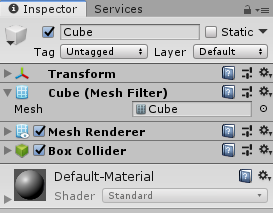 Inspector Services
Cube Static
Tag Untagged Layer Default
Transform
Cube (Mesh Filter)
Mesh Cube
Mesh Renderer
Box Collider
Default-Material
Shader Standard